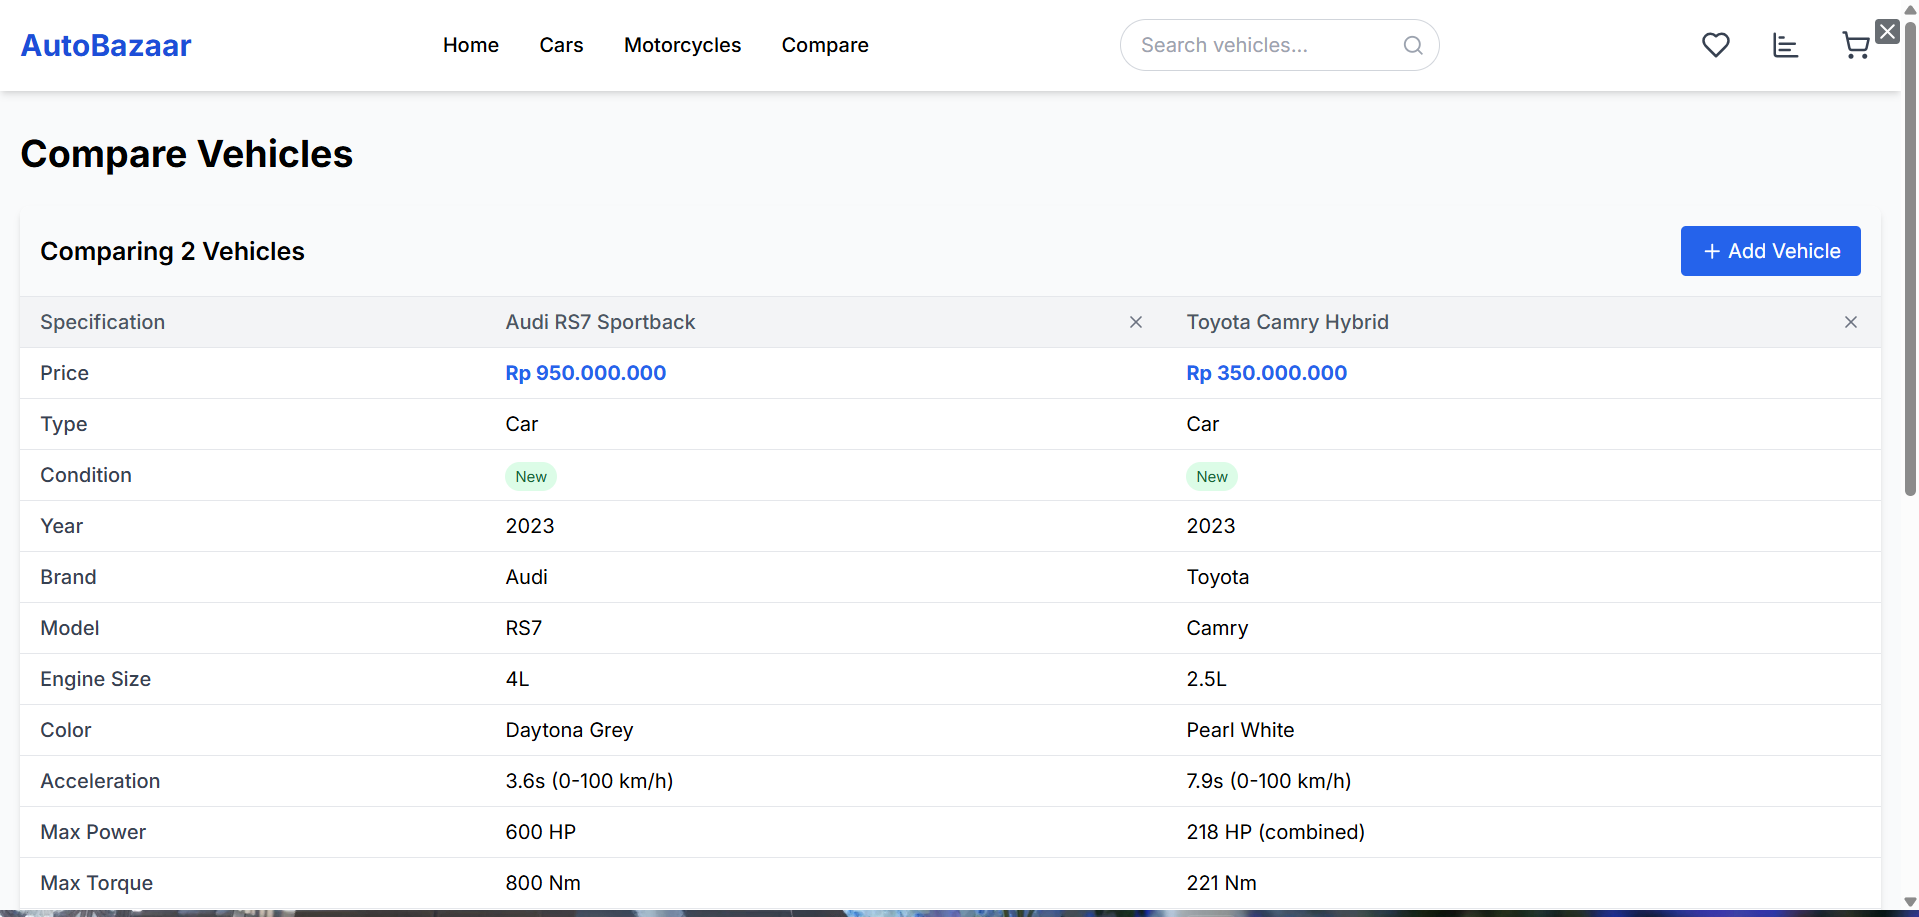 AutoBazaar Home Cars Motorcycles Compare Search vehicles...
Compare Vehicles
Comparing 2 Vehicles + Add Vehicle
Specification Audi RS7 Sportback Toyota Camry Hybrid
Price Rp 950.000.000 Rp 350.000.000
Type Car Car
Condition New New
Year 2023 2023
Brand Audi Toyota
Model RS7 Camry
Engine Size 4L 2.5L
Color Daytona Grey Pearl White
Acceleration 3.6s (0-100 km/h) 7.9s (0-100 km/h)
Max Power 600 HP 218 HP (combined)
Max Torque 800 Nm 221 Nm